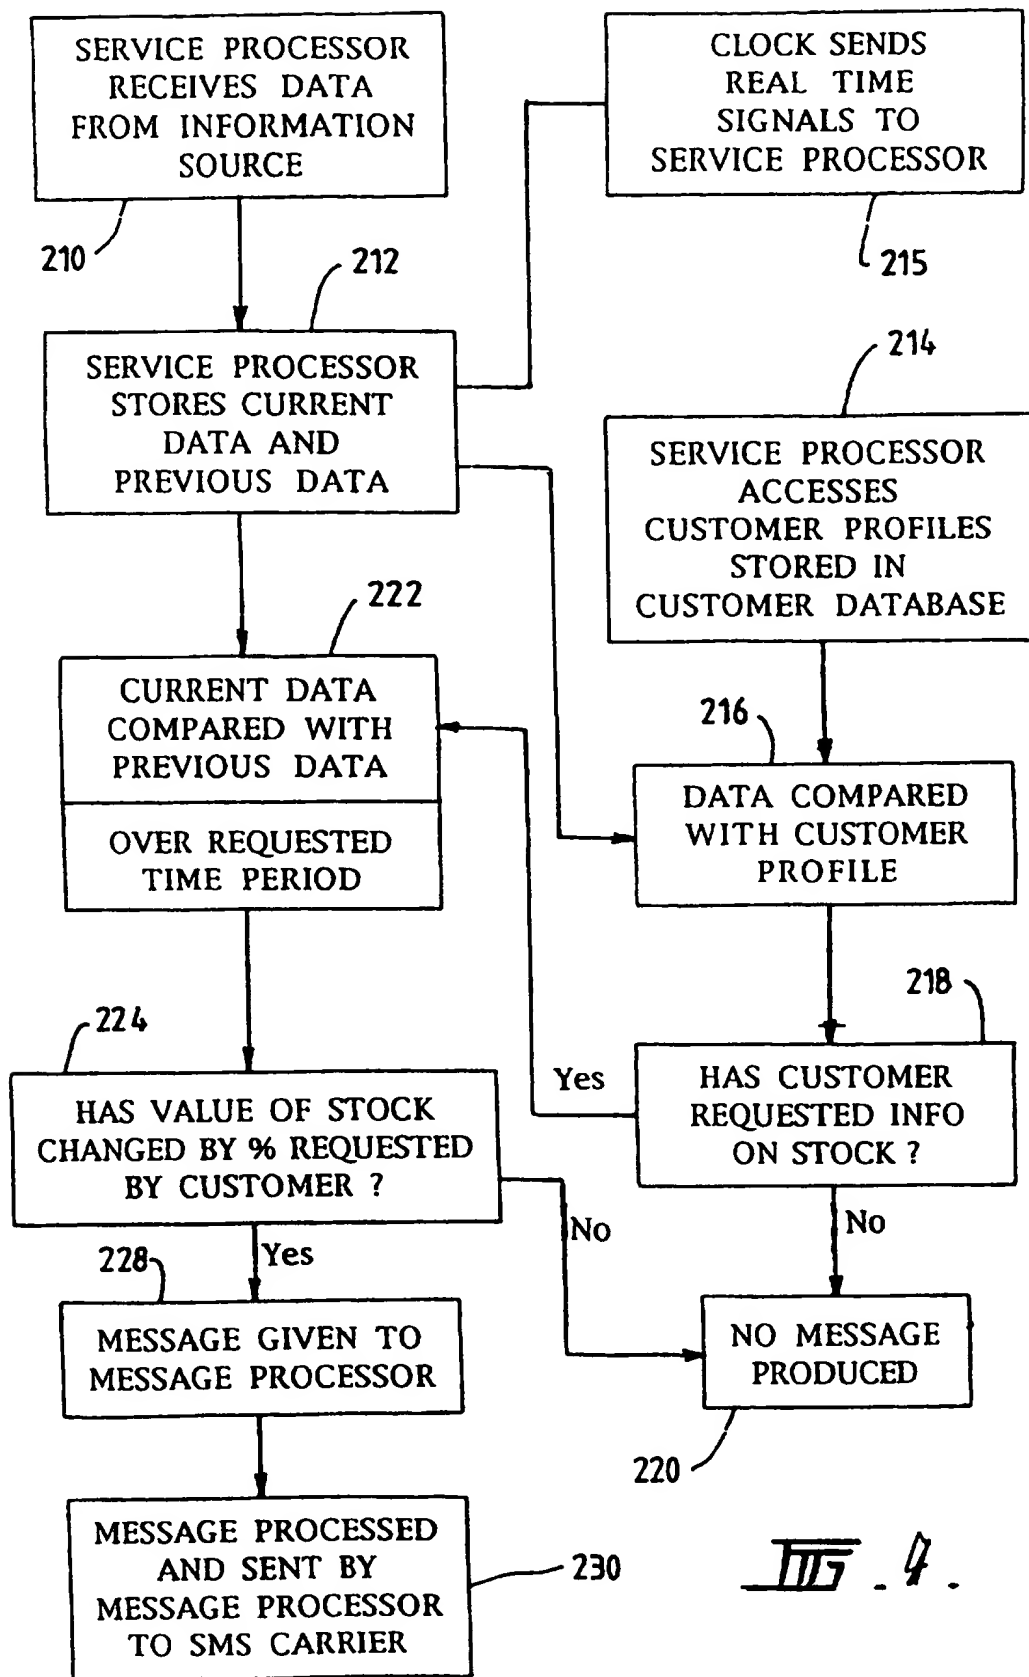 SERVICE PROCESSOR
RECEIVES DATA
FROM INFORMATION
SOURCE
210
CLOCK SENDS
REAL TIME
SIGNALS TO
SERVICE PROCESSOR
215
212
SERVICE PROCESSOR
STORES CURRENT
DATA AND
PREVIOUS DATA
214
SERVICE PROCESSOR
ACCESSES
CUSTOMER PROFILES
STORED IN
CUSTOMER DATABASE
222
CURRENT DATA
COMPARED WITH
PREVIOUS DATA
OVER REQUESTED
TIME PERIOD
216
DATA COMPARED
WITH CUSTOMER
PROFILE
218
HAS CUSTOMER
REQUESTED INFO
ON STOCK ?
Yes
No
224
HAS VALUE OF STOCK
CHANGED BY % REQUESTED
BY CUSTOMER ?
Yes
No
228
MESSAGE GIVEN TO
MESSAGE PROCESSOR
NO MESSAGE
PRODUCED
220
MESSAGE PROCESSED
AND SENT BY
MESSAGE PROCESSOR
TO SMS CARRIER
230
FIG. 4.